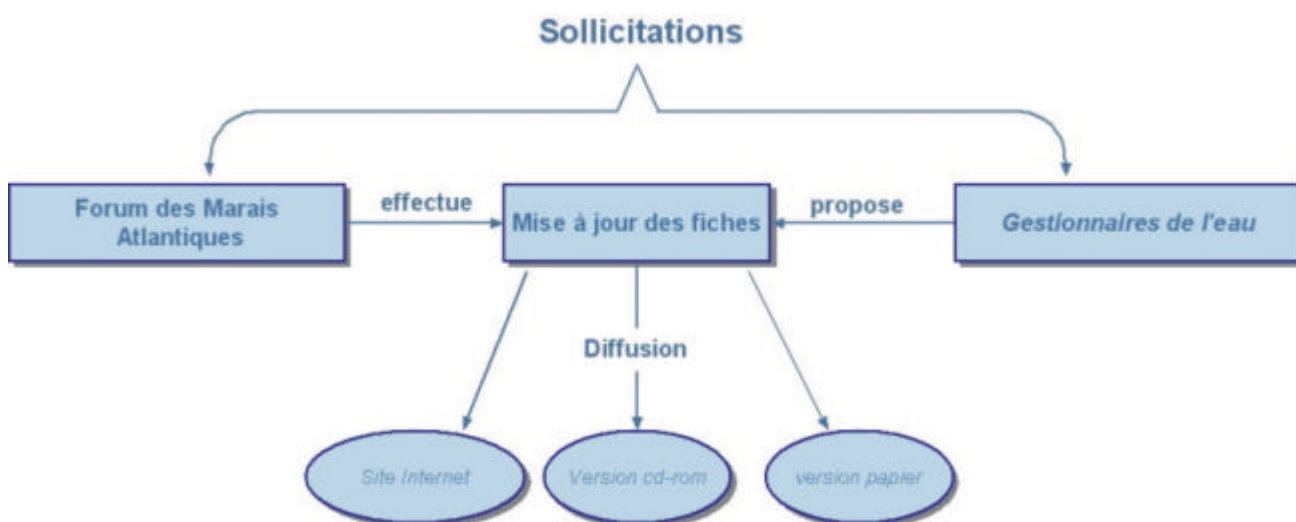 Sollicitations
Forum des Marais
Atlantiques
effectue
Mise à jour des fiches
propose
Gestionnaires de l'eau
Diffusion
Site Internet
Version cd-rom
version papier